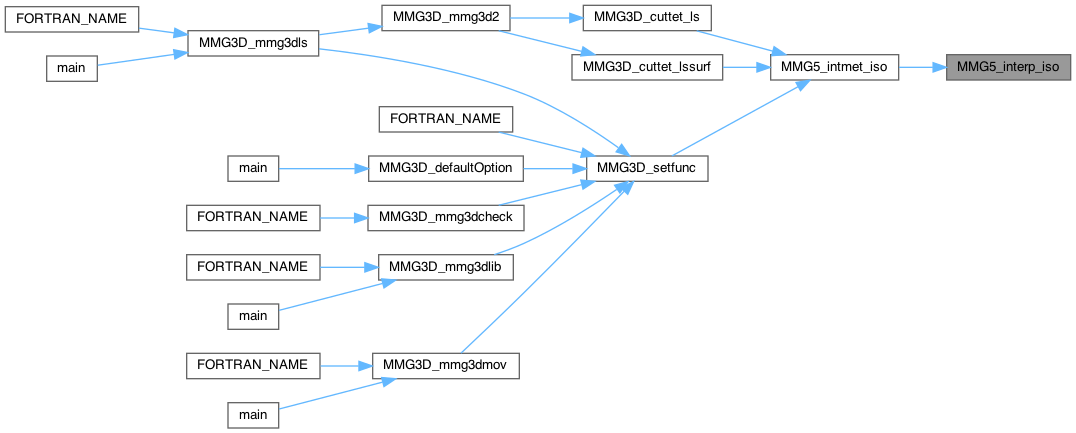 FORTRAN_NAME
MMG3D_mmg3d2
MMG3D_cuttet_ls
MMG3D_mmg3dls
main
MMG3D_cuttet_lssurf
MMG5_intmet_iso
MMG5_interp_iso
FORTRAN_NAME
main
MMG3D_defaultOption
MMG3D_setfunc
FORTRAN_NAME
MMG3D_mmg3dcheck
FORTRAN_NAME
MMG3D_mmg3dlib
main
FORTRAN_NAME
MMG3D_mmg3dmov
main